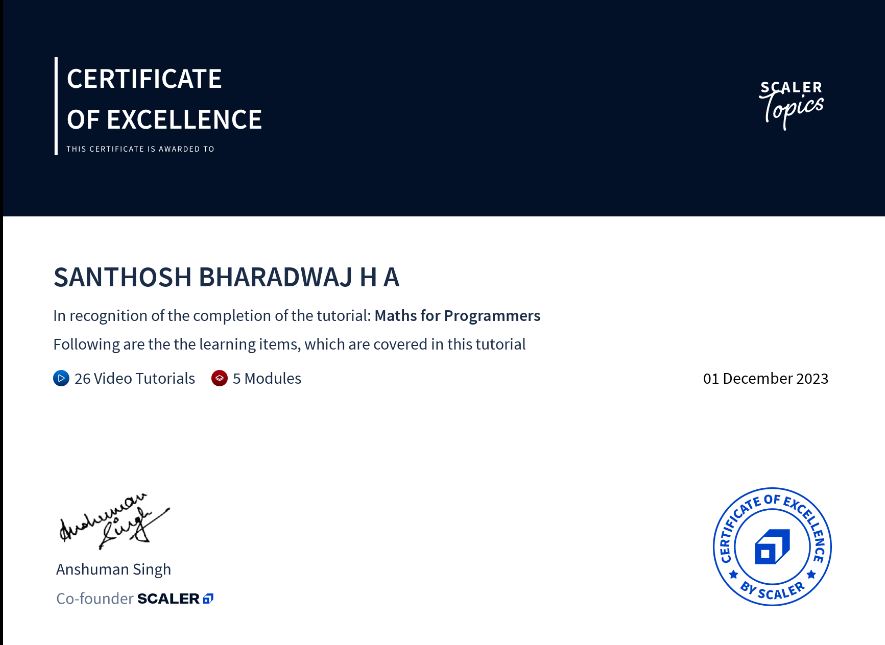 CERTIFICATE
OF EXCELLENCE
THIS CERTIFICATE IS AWARDED TO
SCALER
Topics
SANTHOSH BHARADWAJ H A
In recognition of the completion of the tutorial: Maths for Programmers
Following are the the learning items, which are covered in this tutorial
26 Video Tutorials 5 Modules
01 December 2023
Anshuman
Singh
Anshuman Singh
Co-founder SCALER
CERTIFICATE OF EXCELLENCE
BY SCALER